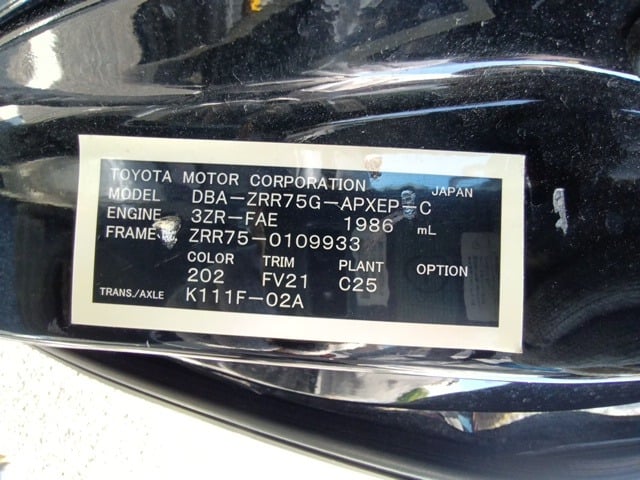 TOYOTA MOTOR CORPORATION JAPAN
MODEL DBA-ZRR75G-APXEP-C
ENGINE 3ZR-FAE 1986 mL
FRAME ZRR75-0109933
COLOR TRIM PLANT OPTION
202 FV21 C25
TRANS./AXLE K111F-02A